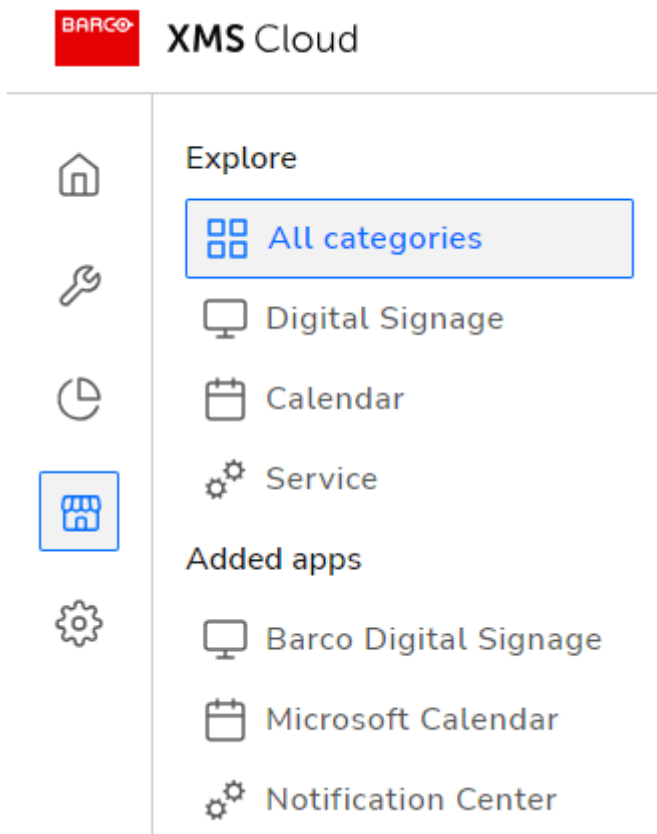 BARCO
XMS Cloud
Explore
All categories
Digital Signage
Calendar
Service
Added apps
Barco Digital Signage
Microsoft Calendar
Notification Center